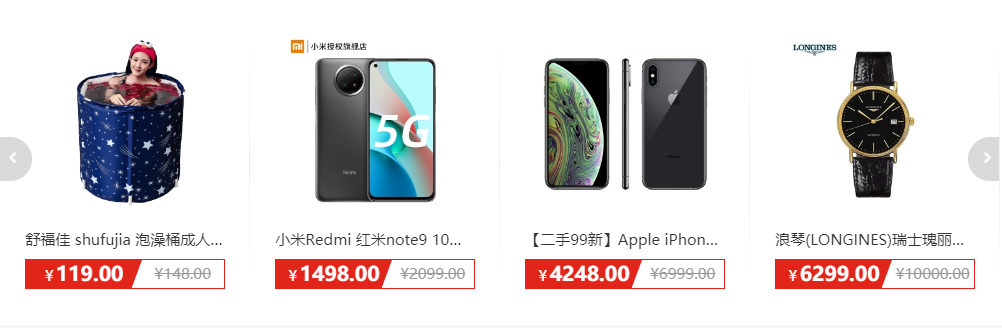 小米授权旗舰店
LONGINES
5G
舒福佳 shufujia 泡澡桶成人...
小米Redmi 红米note9 10...
【二手99新】Apple iPhon...
浪琴(LONGINES)瑞士瑰丽...
¥119.00 ¥148.00
¥1498.00 ¥2099.00
¥4248.00 ¥6999.00
¥6299.00 ¥10000.00